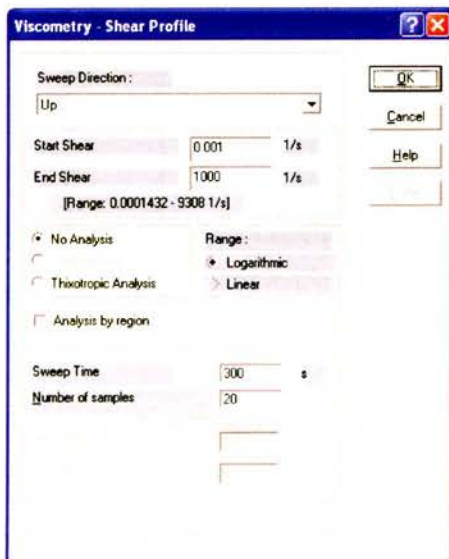 Viscometry - Shear Profile
Sweep Direction :
Up
OK
Cancel
Help
Start Shear 0.001 1/s
End Shear 1000 1/s
[Range: 0.0001432 - 9308 1/s]
No Analysis
Thixotropic Analysis
Analysis by region
Range :
Logarithmic
Linear
Sweep Time 300 s
Number of samples 20